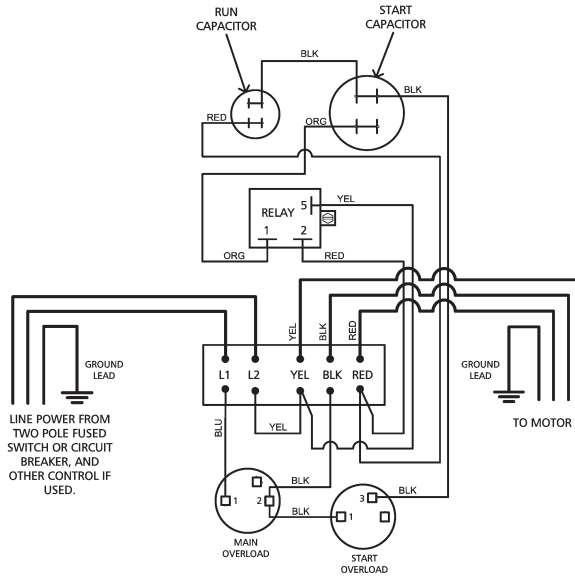 RUN
CAPACITOR
START
CAPACITOR
BLK
BLK
RED
ORG
YEL
RELAY
5
1
2
ORG
RED
YEL
BLK
RED
L1
L2
YEL
BLK
RED
GROUND
LEAD
GROUND
LEAD
LINE POWER FROM
TWO POLE FUSED
SWITCH OR CIRCUIT
BREAKER, AND
OTHER CONTROL IF
USED.
TO MOTOR
BLU
YEL
BLK
BLK
BLK
1
2
3
1
MAIN
OVERLOAD
START
OVERLOAD